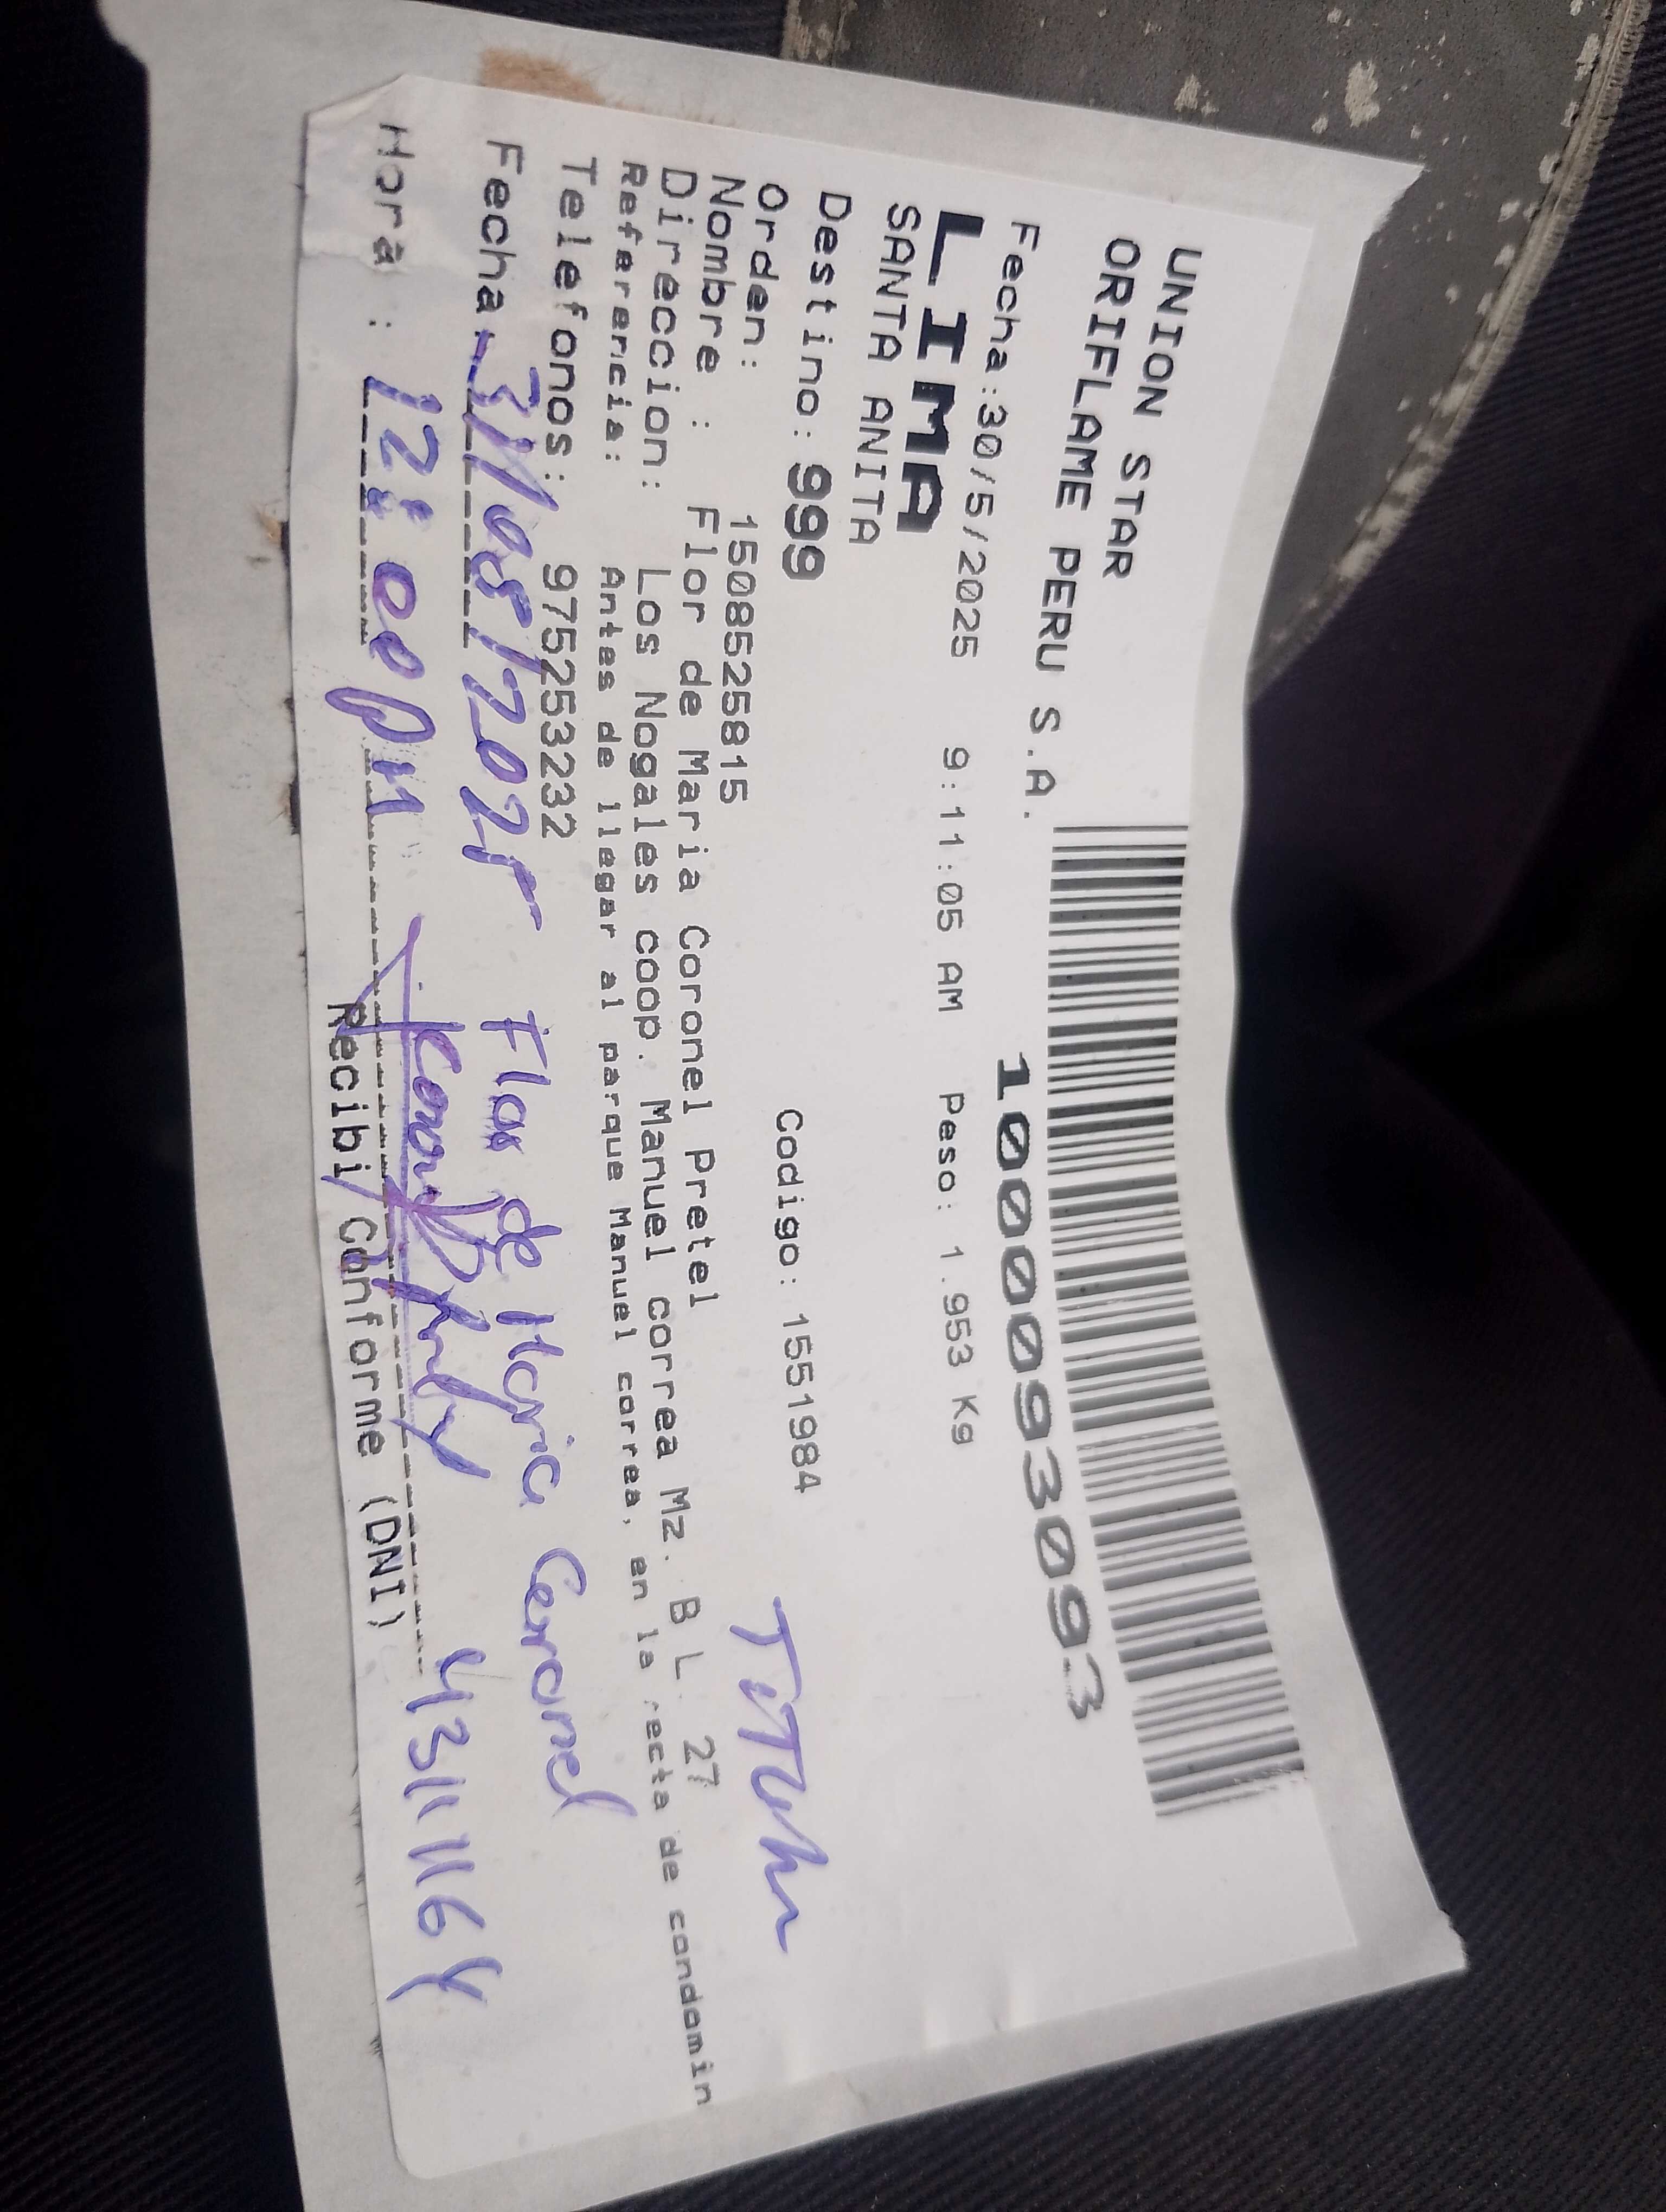 UNION STAR
ORIFLAME PERU S.A.
10000930933
Fecha:30/5/2025 9:11:05 AM Peso: 1.953 Kg
LIMA
SANTA ANITA
Destino: 999 Codigo: 1551984
Orden: 1508525815
Nombre : Flor de Maria Coronel Pretel
Direccion: Los Nogales coop. Manuel correa Mz. B L. 27
Referencia: Antes de llegar al parque Manuel correa, en la recta de condomin
Telefonos: 975253232
Fecha 31/05/2025 Flor de Maria Coronel
Hora : 12:00 PM 43111164
Recibi Conforme (DNI)